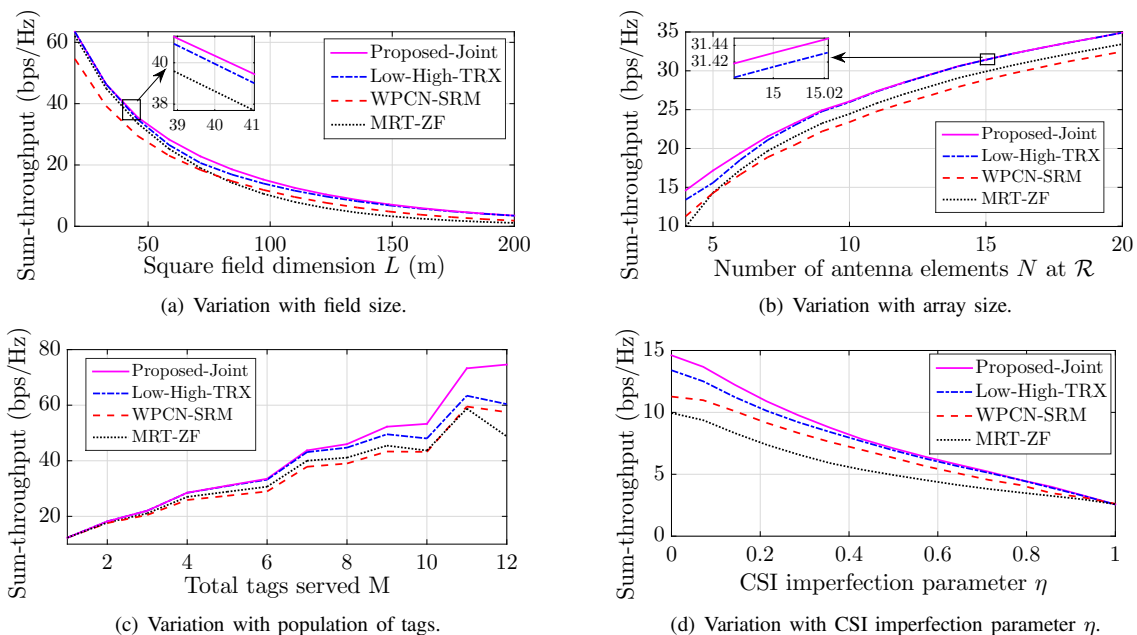 Sum-throughput (bps/Hz)
60
40
20
0
50
100
150
200
40
38
39
40
41
Proposed-Joint
Low-High-TRX
WPCN-SRM
MRT-ZF
Square field dimension L (m)
(a) Variation with field size.
Sum-throughput (bps/Hz)
35
30
25
20
15
10
5
10
15
20
31.44
31.42
15
15.02
Proposed-Joint
Low-High-TRX
WPCN-SRM
MRT-ZF
Number of antenna elements N at R
(b) Variation with array size.
Sum-throughput (bps/Hz)
80
60
40
20
2
4
6
8
10
12
Proposed-Joint
Low-High-TRX
WPCN-SRM
MRT-ZF
Total tags served M
(c) Variation with population of tags.
Sum-throughput (bps/Hz)
15
10
5
0
0
0.2
0.4
0.6
0.8
1
Proposed-Joint
Low-High-TRX
WPCN-SRM
MRT-ZF
CSI imperfection parameter η
(d) Variation with CSI imperfection parameter η.